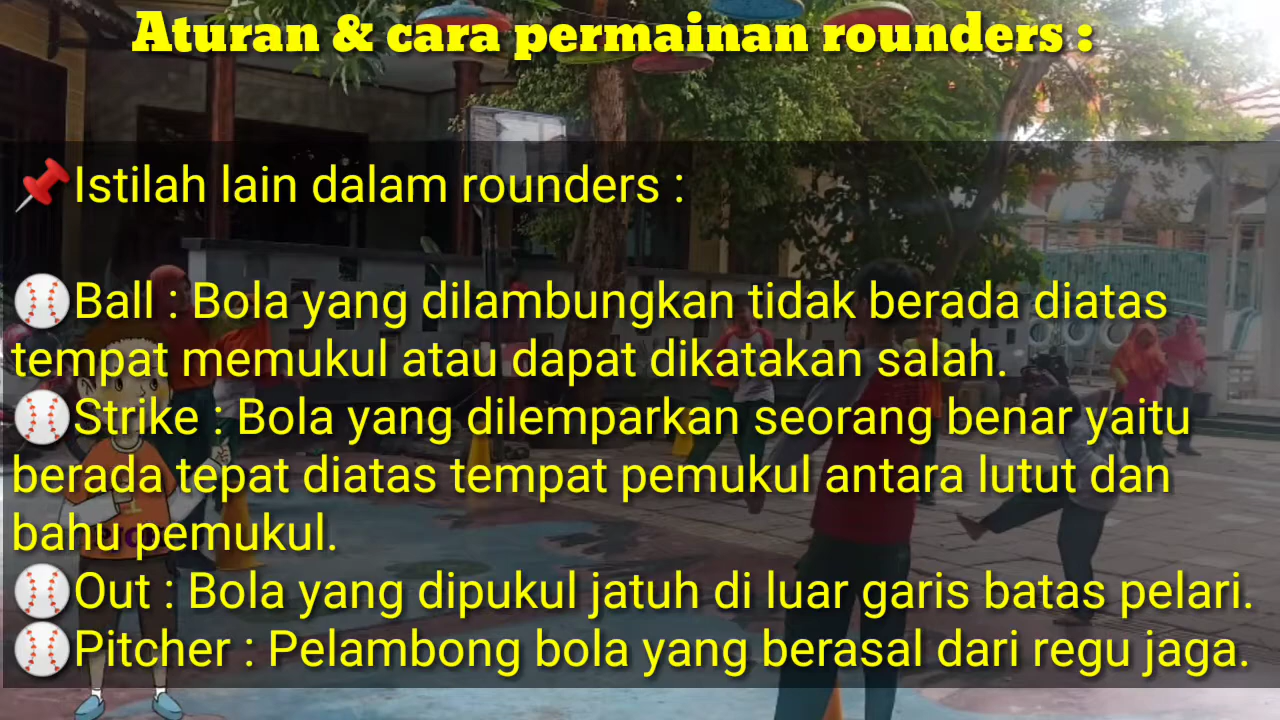 Aturan & cara permainan rounders :
📌Istilah lain dalam rounders :
⚾Ball : Bola yang dilambungkan tidak berada diatas
tempat memukul atau dapat dikatakan salah.
⚾Strike : Bola yang dilemparkan seorang benar yaitu
berada tepat diatas tempat pemukul antara lutut dan
bahu pemukul.
⚾Out : Bola yang dipukul jatuh di luar garis batas pelari.
⚾Pitcher : Pelambong bola yang berasal dari regu jaga.